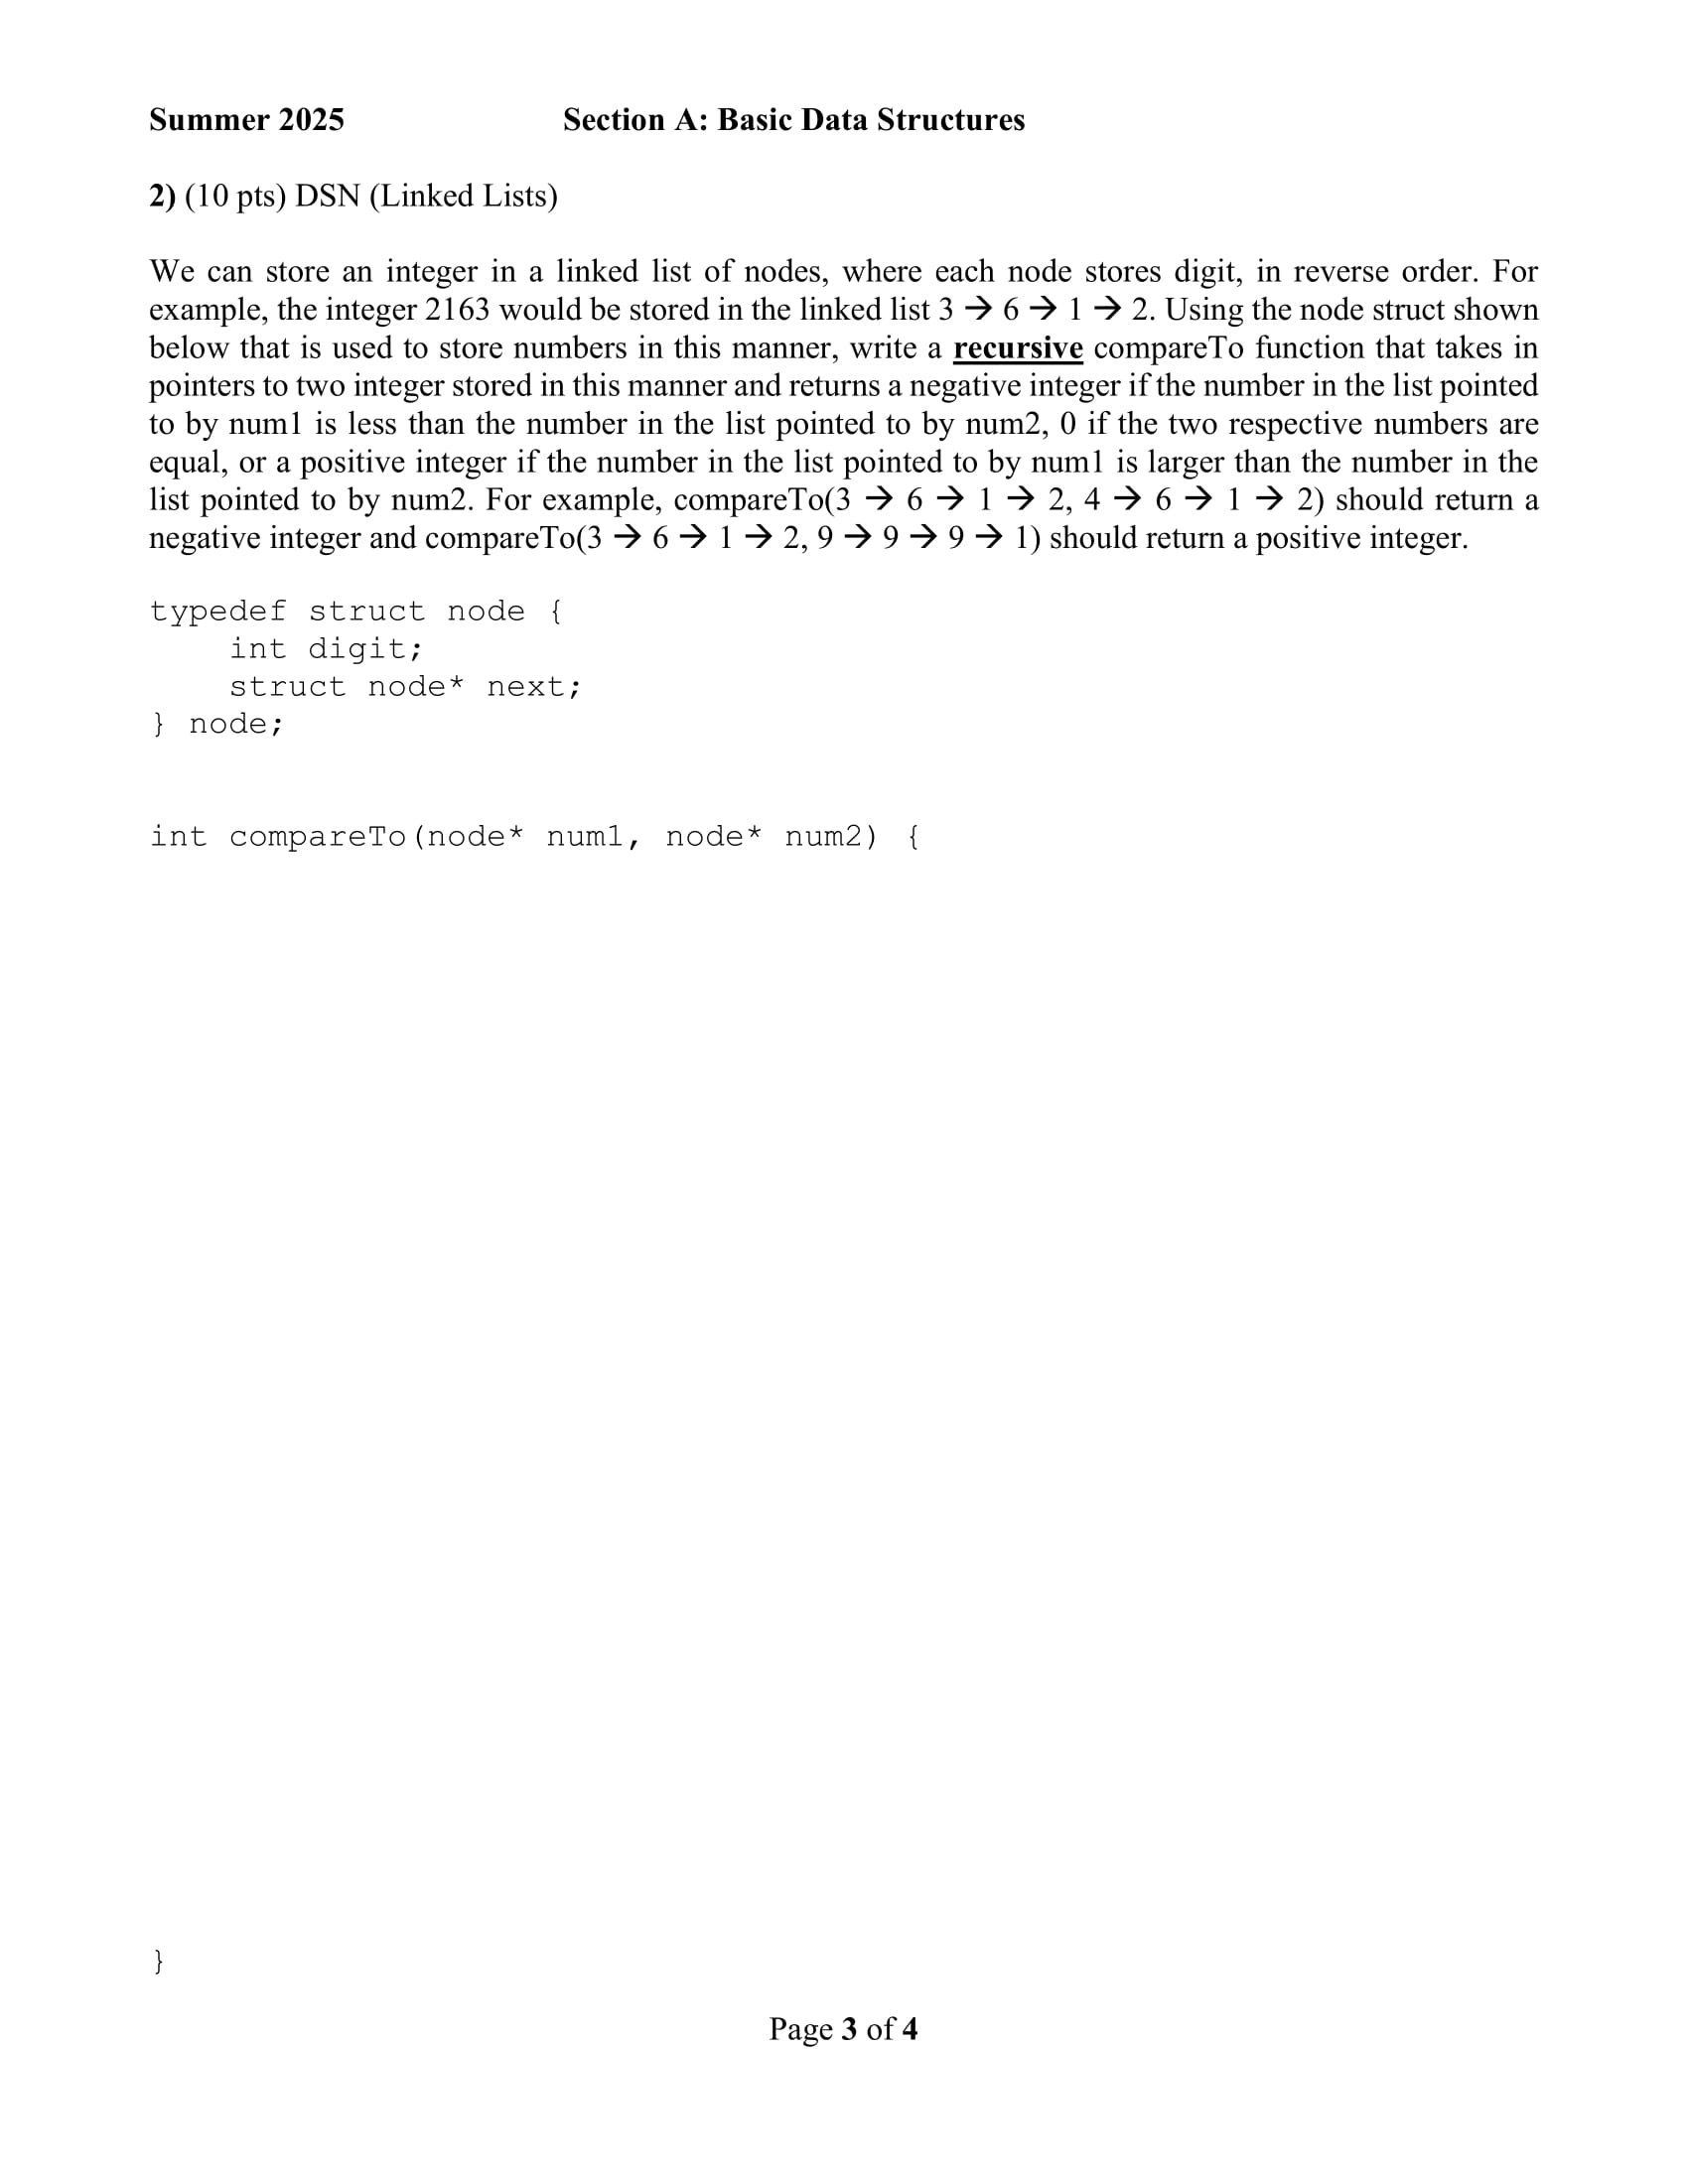 Summer 2025 Section A: Basic Data Structures
2) (10 pts) DSN (Linked Lists)
We can store an integer in a linked list of nodes, where each node stores digit, in reverse order. For
example, the integer 2163 would be stored in the linked list 3 → 6 → 1 → 2. Using the node struct shown
below that is used to store numbers in this manner, write a recursive compareTo function that takes in
pointers to two integer stored in this manner and returns a negative integer if the number in the list pointed
to by num1 is less than the number in the list pointed to by num2, 0 if the two respective numbers are
equal, or a positive integer if the number in the list pointed to by num1 is larger than the number in the
list pointed to by num2. For example, compareTo(3 → 6 → 1 → 2, 4 → 6 → 1 → 2) should return a
negative integer and compareTo(3 → 6 → 1 → 2, 9 → 9 → 9 → 1) should return a positive integer.
typedef struct node {
    int digit;
    struct node* next;
} node;
int compareTo(node* num1, node* num2) {
}
Page 3 of 4